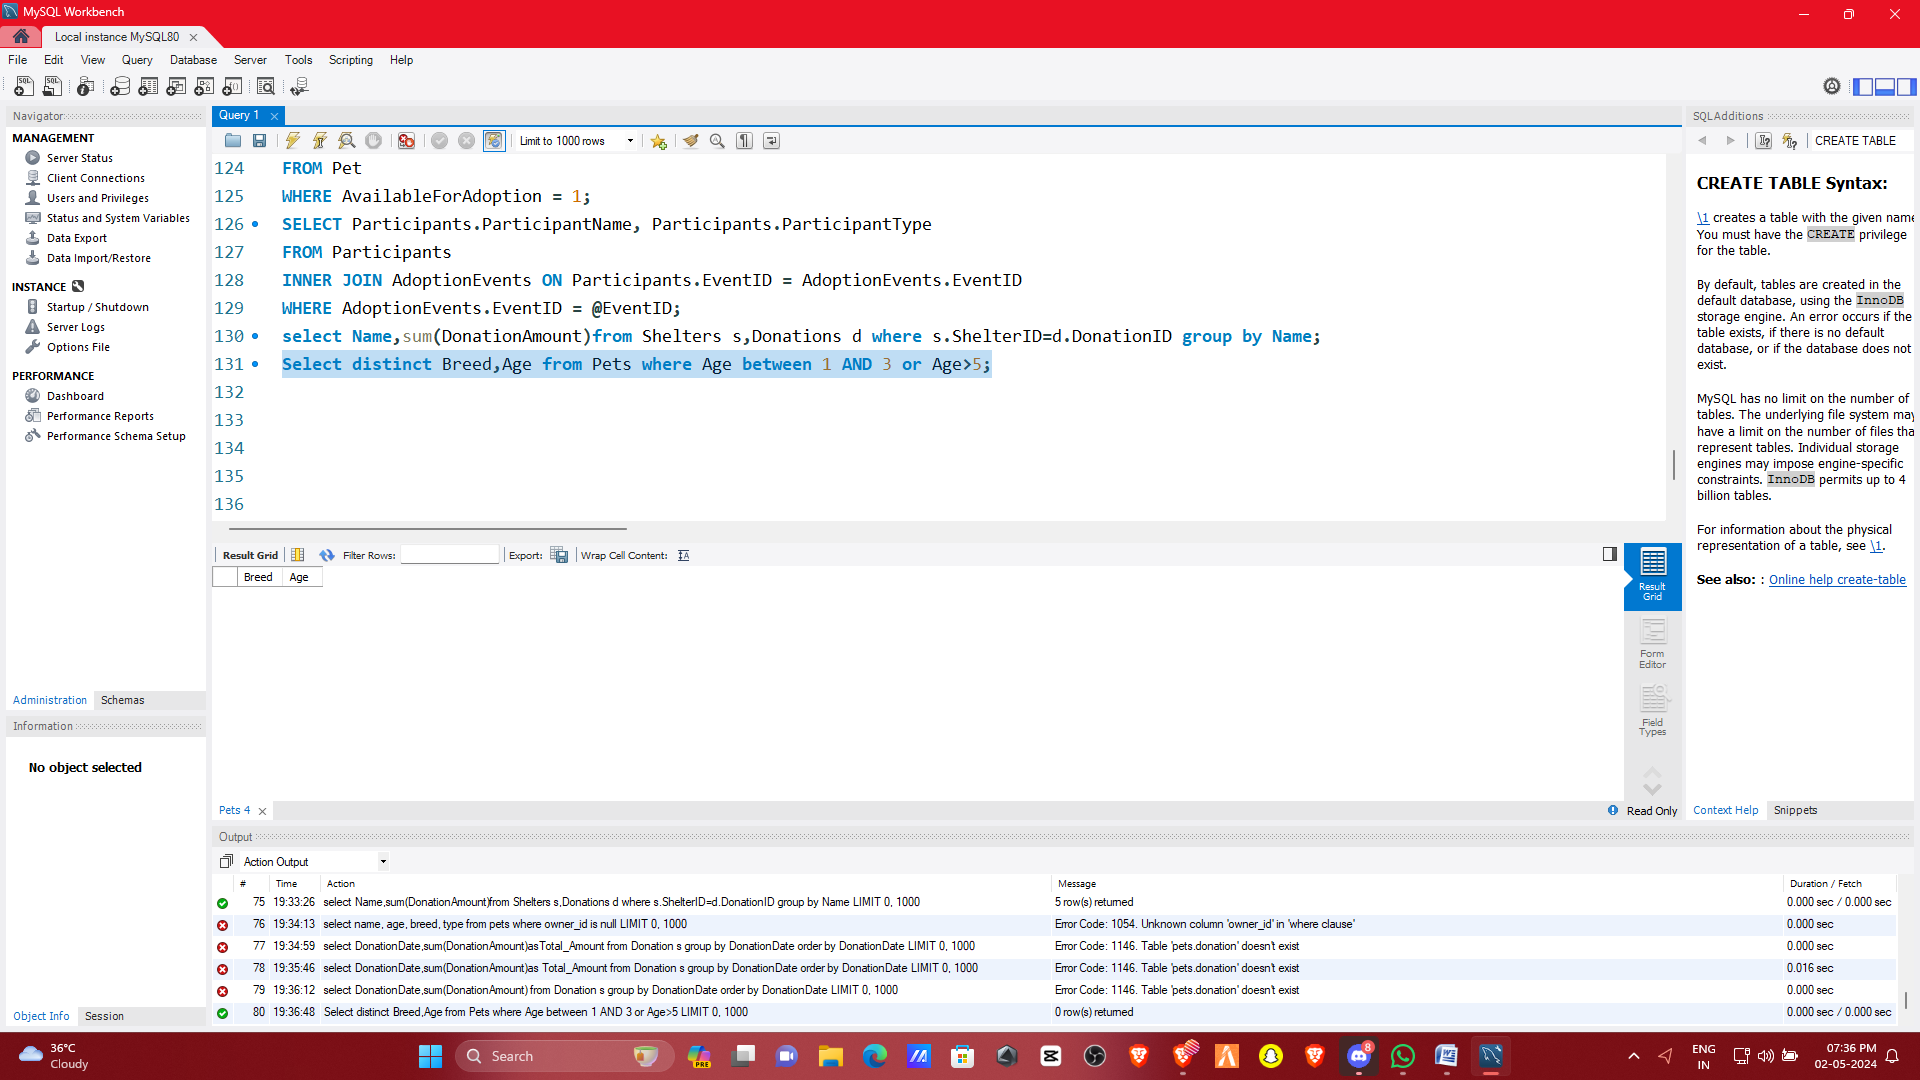 MySQL Workbench
Local instance MySQL80
File Edit View Query Database Server Tools Scripting Help
Navigator
MANAGEMENT
Server Status
Client Connections
Users and Privileges
Status and System Variables
Data Export
Data Import/Restore
INSTANCE
Startup / Shutdown
Server Logs
Options File
PERFORMANCE
Dashboard
Performance Reports
Performance Schema Setup
Administration Schemas
Information
No object selected
Object Info Session
Query 1
Limit to 1000 rows
124 FROM Pet
125 WHERE AvailableForAdoption = 1;
126 SELECT Participants.ParticipantName, Participants.ParticipantType
127 FROM Participants
128 INNER JOIN AdoptionEvents ON Participants.EventID = AdoptionEvents.EventID
129 WHERE AdoptionEvents.EventID = @EventID;
130 select Name,sum(DonationAmount)from Shelters s,Donations d where s.ShelterID=d.DonationID group by Name;
131 Select distinct Breed,Age from Pets where Age between 1 AND 3 or Age>5;
132
133
134
135
136
Result Grid Filter Rows: Export: Wrap Cell Content:
Breed Age
Result
Grid
Form
Editor
Field
Types
Pets 4
Read Only
SQLAdditions
CREATE TABLE
CREATE TABLE Syntax:
\1 creates a table with the given name
You must have the CREATE privilege
for the table.
By default, tables are created in the
default database, using the InnoDB
storage engine. An error occurs if the
table exists, if there is no default
database, or if the database does not
exist.
MySQL has no limit on the number of
tables. The underlying file system may
have a limit on the number of files tha
represent tables. Individual storage
engines may impose engine-specific
constraints. InnoDB permits up to 4
billion tables.
For information about the physical
representation of a table, see \1.
See also: : Online help create-table
Context Help Snippets
Output
Action Output
# Time Action Message Duration / Fetch
75 19:33:26 select Name,sum(DonationAmount)from Shelters s,Donations d where s.ShelterID=d.DonationID group by Name LIMIT 0, 1000 5 row(s) returned 0.000 sec / 0.000 sec
76 19:34:13 select name, age, breed, type from pets where owner_id is null LIMIT 0, 1000 Error Code: 1054. Unknown column 'owner_id' in 'where clause' 0.000 sec
77 19:34:59 select DonationDate,sum(DonationAmount)asTotal_Amount from Donation s group by DonationDate order by DonationDate LIMIT 0, 1000 Error Code: 1146. Table 'pets.donation' doesn't exist 0.000 sec
78 19:35:46 select DonationDate,sum(DonationAmount)as Total_Amount from Donation s group by DonationDate order by DonationDate LIMIT 0, 1000 Error Code: 1146. Table 'pets.donation' doesn't exist 0.016 sec
79 19:36:12 select DonationDate,sum(DonationAmount) from Donation s group by DonationDate order by DonationDate LIMIT 0, 1000 Error Code: 1146. Table 'pets.donation' doesn't exist 0.000 sec
80 19:36:48 Select distinct Breed,Age from Pets where Age between 1 AND 3 or Age>5 LIMIT 0, 1000 0 row(s) returned 0.000 sec / 0.000 sec
36°C
Cloudy
Search
PRE
8
ENG
IN
07:36 PM
02-05-2024